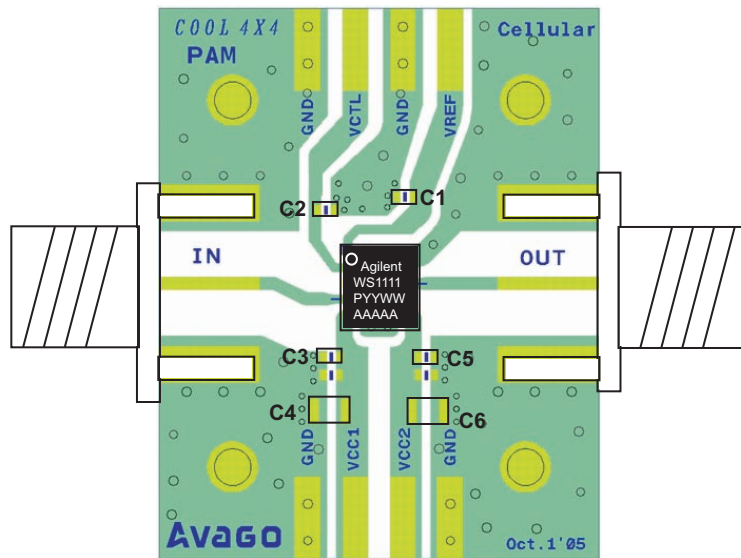 COOL 4X4
Cellular
PAM
GND
VCTL
GND
VREF
C2
C1
IN
OUT
Agilent
WS1111
PYYWW
AAAAA
C3
C5
C4
C6
GND
VCC1
VCC2
GND
Avago
Oct.1'05